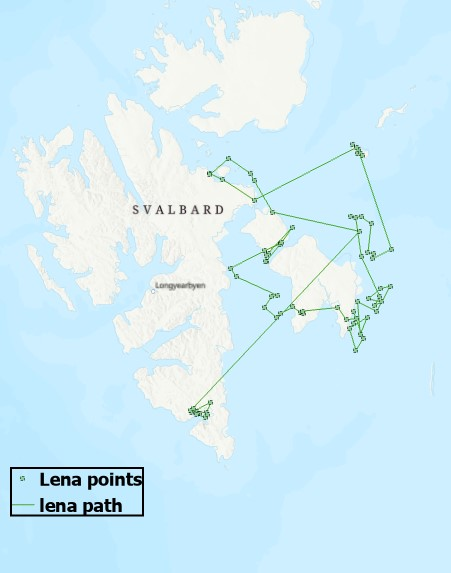 SVALBARD
Longyearbyen
Lena points
lena path